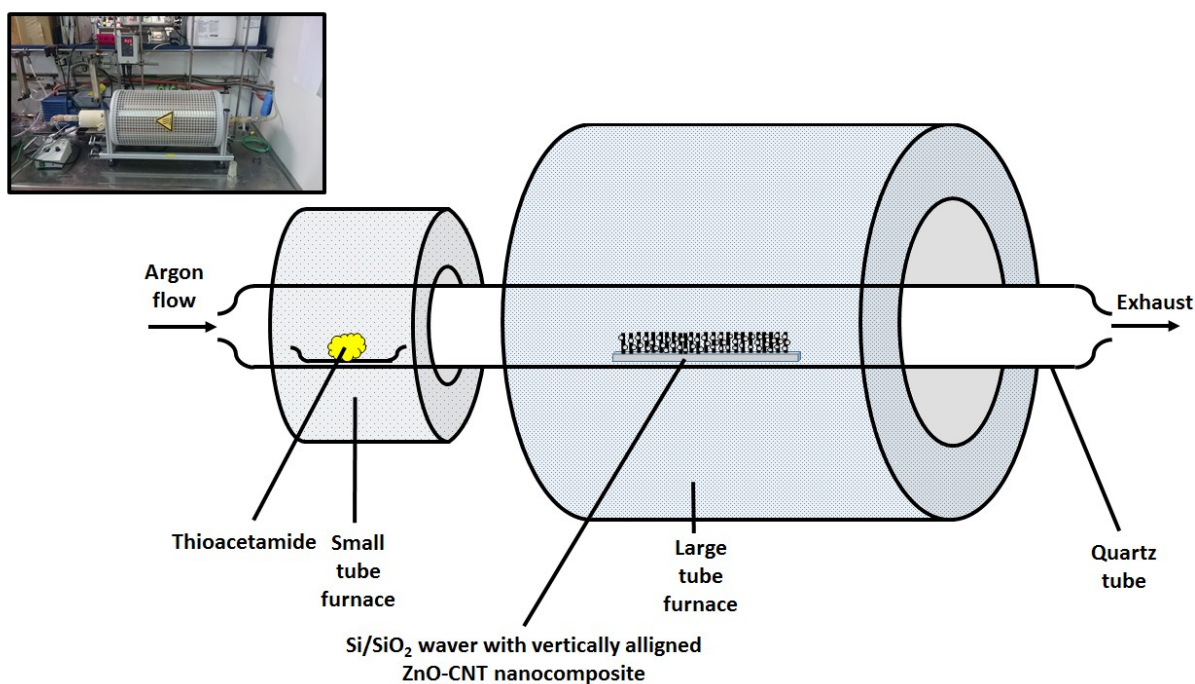 Argon
flow
Exhaust
Thioacetamide
Small
tube
furnace
Large
tube
furnace
Quartz
tube
Si/SiO₂ waver with vertically alligned
ZnO-CNT nanocomposite